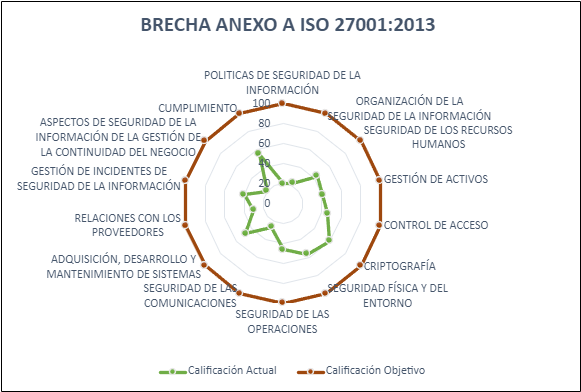 BRECHA ANEXO A ISO 27001:2013
POLITICAS DE SEGURIDAD DE LA
INFORMACIÓN
ORGANIZACIÓN DE LA
SEGURIDAD DE LA INFORMACIÓN
SEGURIDAD DE LOS RECURSOS
HUMANOS
GESTIÓN DE ACTIVOS
CONTROL DE ACCESO
CRIPTOGRAFÍA
SEGURIDAD FÍSICA Y DEL
ENTORNO
SEGURIDAD DE LAS
OPERACIONES
SEGURIDAD DE LAS
COMUNICACIONES
ADQUISICIÓN, DESARROLLO Y
MANTENIMIENTO DE SISTEMAS
RELACIONES CON LOS
PROVEEDORES
GESTIÓN DE INCIDENTES DE
SEGURIDAD DE LA INFORMACIÓN
ASPECTOS DE SEGURIDAD DE LA
INFORMACIÓN DE LA GESTIÓN DE
LA CONTINUIDAD DEL NEGOCIO
CUMPLIMIENTO
100
80
60
40
20
0
Calificación Actual
Calificación Objetivo